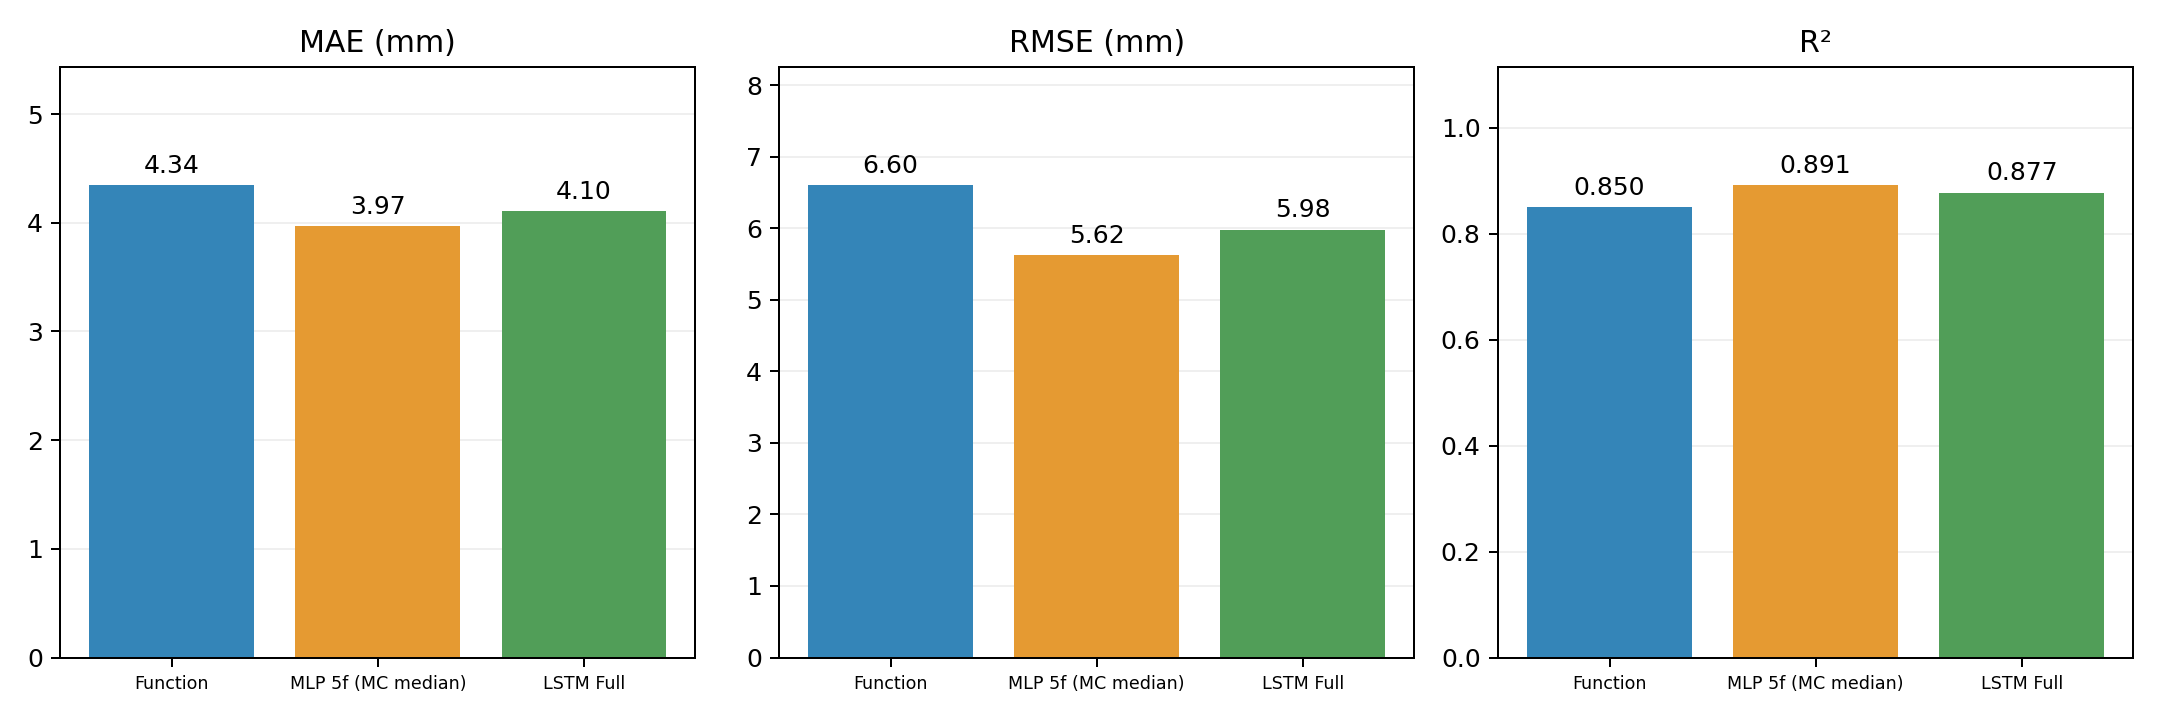 MAE (mm)
5
4
3
2
1
0
4.34
3.97
4.10
Function
MLP 5f (MC median)
LSTM Full
RMSE (mm)
8
7
6
5
4
3
2
1
0
6.60
5.62
5.98
Function
MLP 5f (MC median)
LSTM Full
R²
1.0
0.8
0.6
0.4
0.2
0.0
0.850
0.891
0.877
Function
MLP 5f (MC median)
LSTM Full